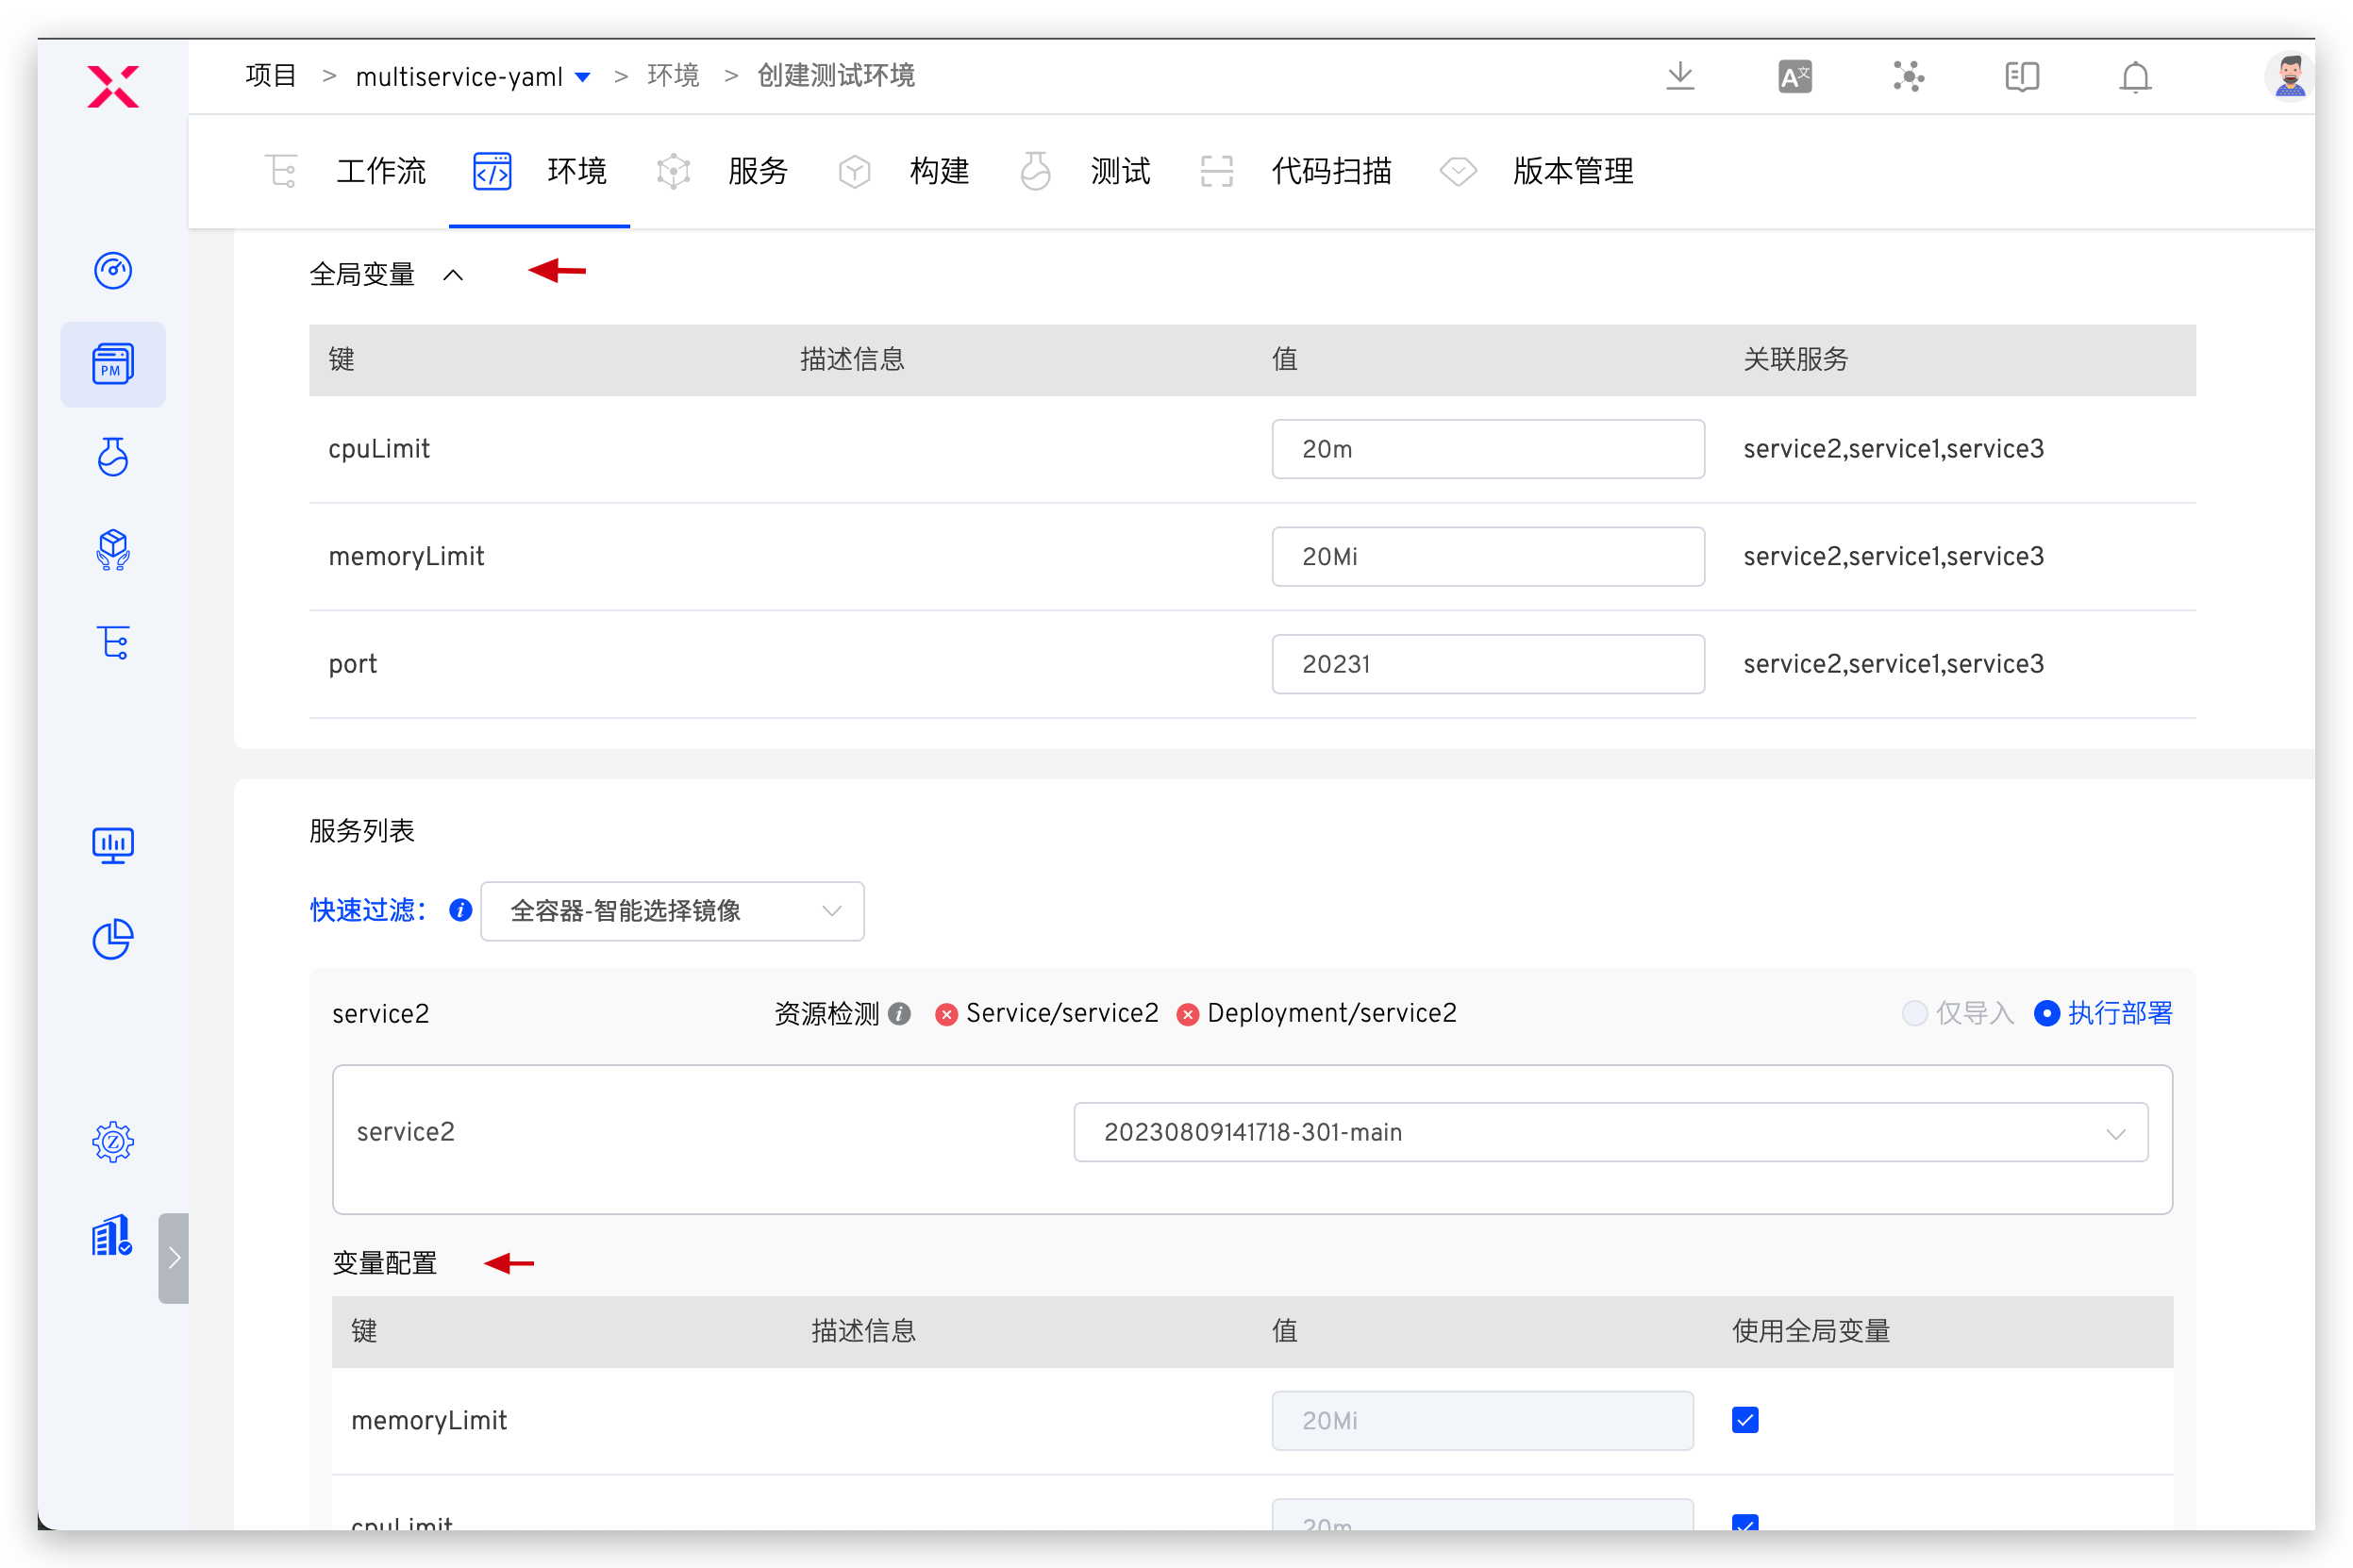 项目 > multiservice-yaml > 环境 > 创建测试环境
A文
工作流 环境 服务 构建 测试 代码扫描 版本管理
PM
全局变量
键 描述信息 值 关联服务
cpuLimit 20m service2,service1,service3
memoryLimit 20Mi service2,service1,service3
port 20231 service2,service1,service3
服务列表
快速过滤： i 全容器-智能选择镜像
service2 资源检测 i Service/service2 Deployment/service2 仅导入 执行部署
service2 20230809141718-301-main
Z
变量配置
键 描述信息 值 使用全局变量
memoryLimit 20Mi
cpuLimit 20m